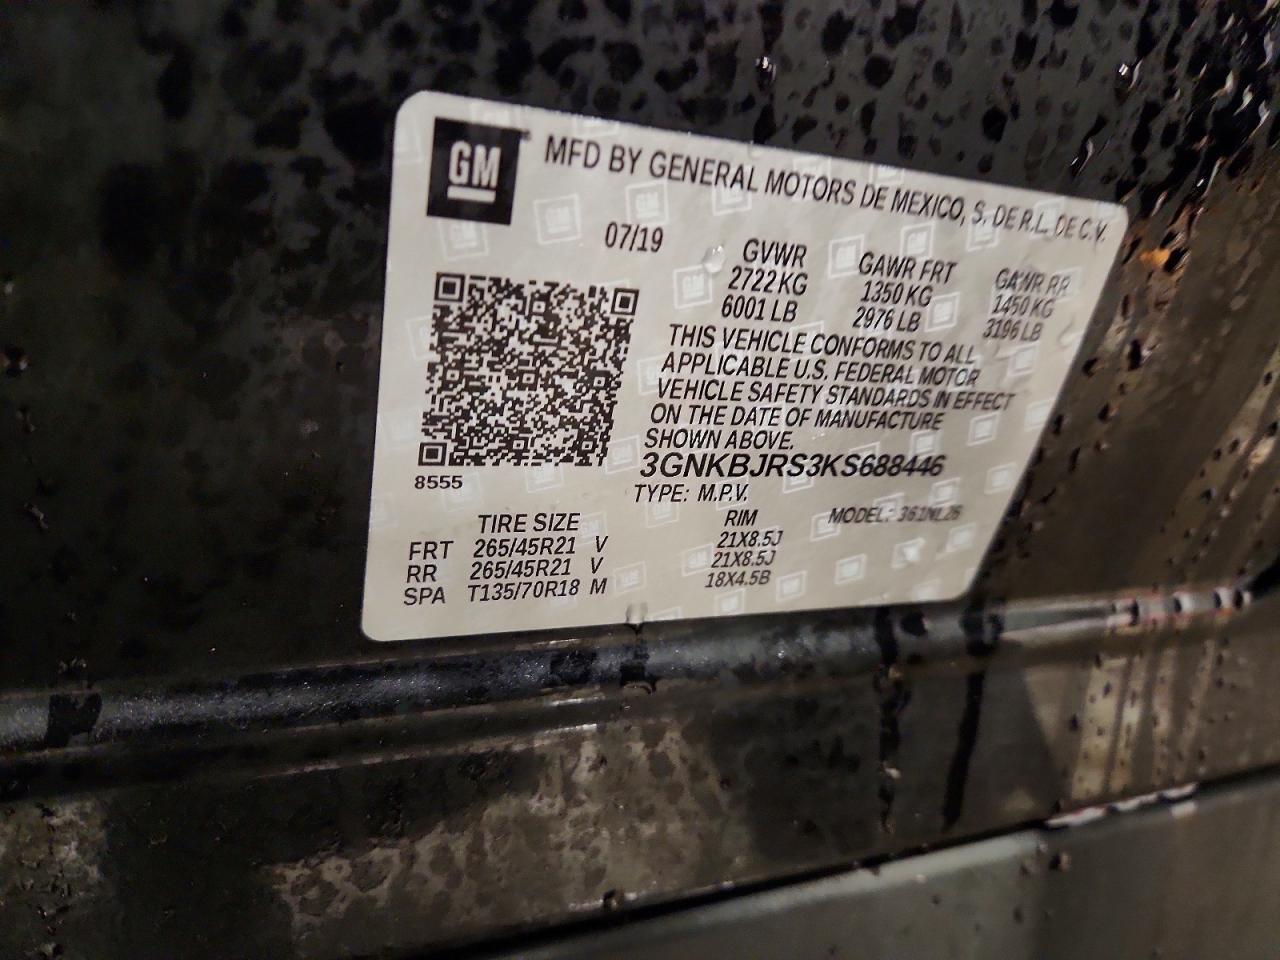 GM
MFD BY GENERAL MOTORS DE MEXICO, S. DE R.L. DE C.V.
07/19
GVWR GAWR FRT GAWR RR
2722 KG 1350 KG 1450 KG
6001 LB 2976 LB 3196 LB
THIS VEHICLE CONFORMS TO ALL
APPLICABLE U.S. FEDERAL MOTOR
VEHICLE SAFETY STANDARDS IN EFFECT
ON THE DATE OF MANUFACTURE
SHOWN ABOVE.
3GNKBJRS3KS688446
8555
TYPE: M.P.V.
TIRE SIZE RIM MODEL: 361NL26
FRT 265/45R21 V 21X8.5J
RR 265/45R21 V 21X8.5J
SPA T135/70R18 M 18X4.5B